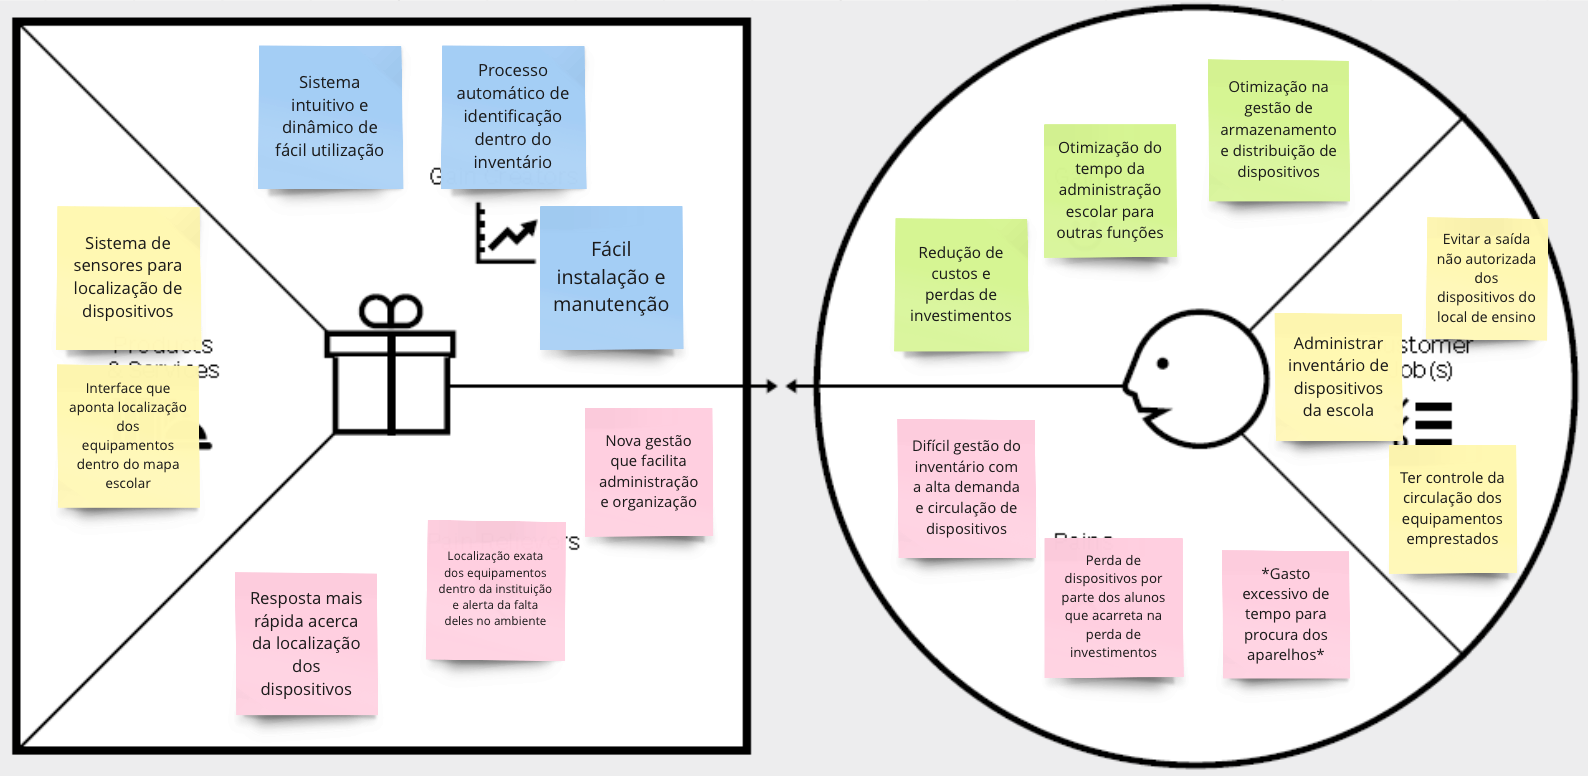 Sistema
intuitivo e
dinâmico de
fácil utilização
Processo
automático de
identificação
dentro do
inventário
Fácil
instalação e
manutenção
Sistema de
sensores para
localização de
dispositivos
Interface que
aponta localização
dos
equipamentos
dentro do mapa
escolar
Nova gestão
que facilita
administração
e organização
Localização exata
dos equipamentos
dentro da instituição
e alerta da falta
deles no ambiente
Resposta mais
rápida acerca
da localização
dos
dispositivos
Otimização na
gestão de
armazenamento
e distribuição de
dispositivos
Otimização do
tempo da
administração
escolar para
outras funções
Redução de
custos e
perdas de
investimentos
Evitar a saída
não autorizada
dos
dispositivos do
local de ensino
Administrar
inventário de
dispositivos
da escola
Ter controle da
circulação dos
equipamentos
emprestados
Difícil gestão do
inventário com
a alta demanda
e circulação de
dispositivos
Perda de
dispositivos por
parte dos alunos
que acarreta na
perda de
investimentos
*Gasto
excessivo de
tempo para
procura dos
aparelhos*